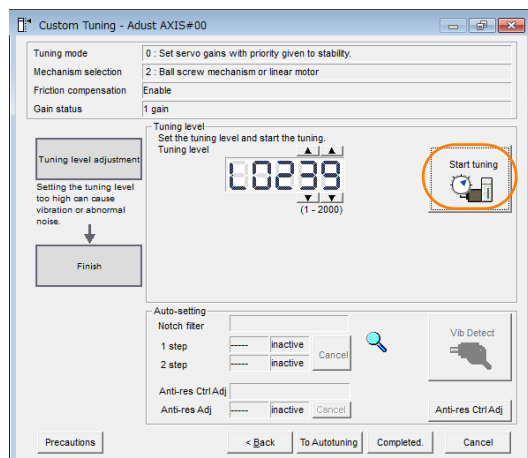 Custom Tuning - Adust AXIS#00
Tuning mode
0 : Set servo gains with priority given to stability.
Mechanism selection
2 : Ball screw mechanism or linear motor
Friction compensation
Enable
Gain status
1 gain
Tuning level adjustment
Setting the tuning level
too high can cause
vibration or abnormal
noise.
Finish
Tuning level
Set the tuning level and start the tuning.
Tuning level
L0239
(1 - 2000)
Start tuning
Auto-setting
Notch filter
1 step
-----
inactive
2 step
-----
inactive
Cancel
Vib Detect
Anti-res Ctrl Adj
Anti-res Adj
-----
inactive
Cancel
Anti-res Ctrl Adj
Precautions
< Back
To Autotuning
Completed.
Cancel